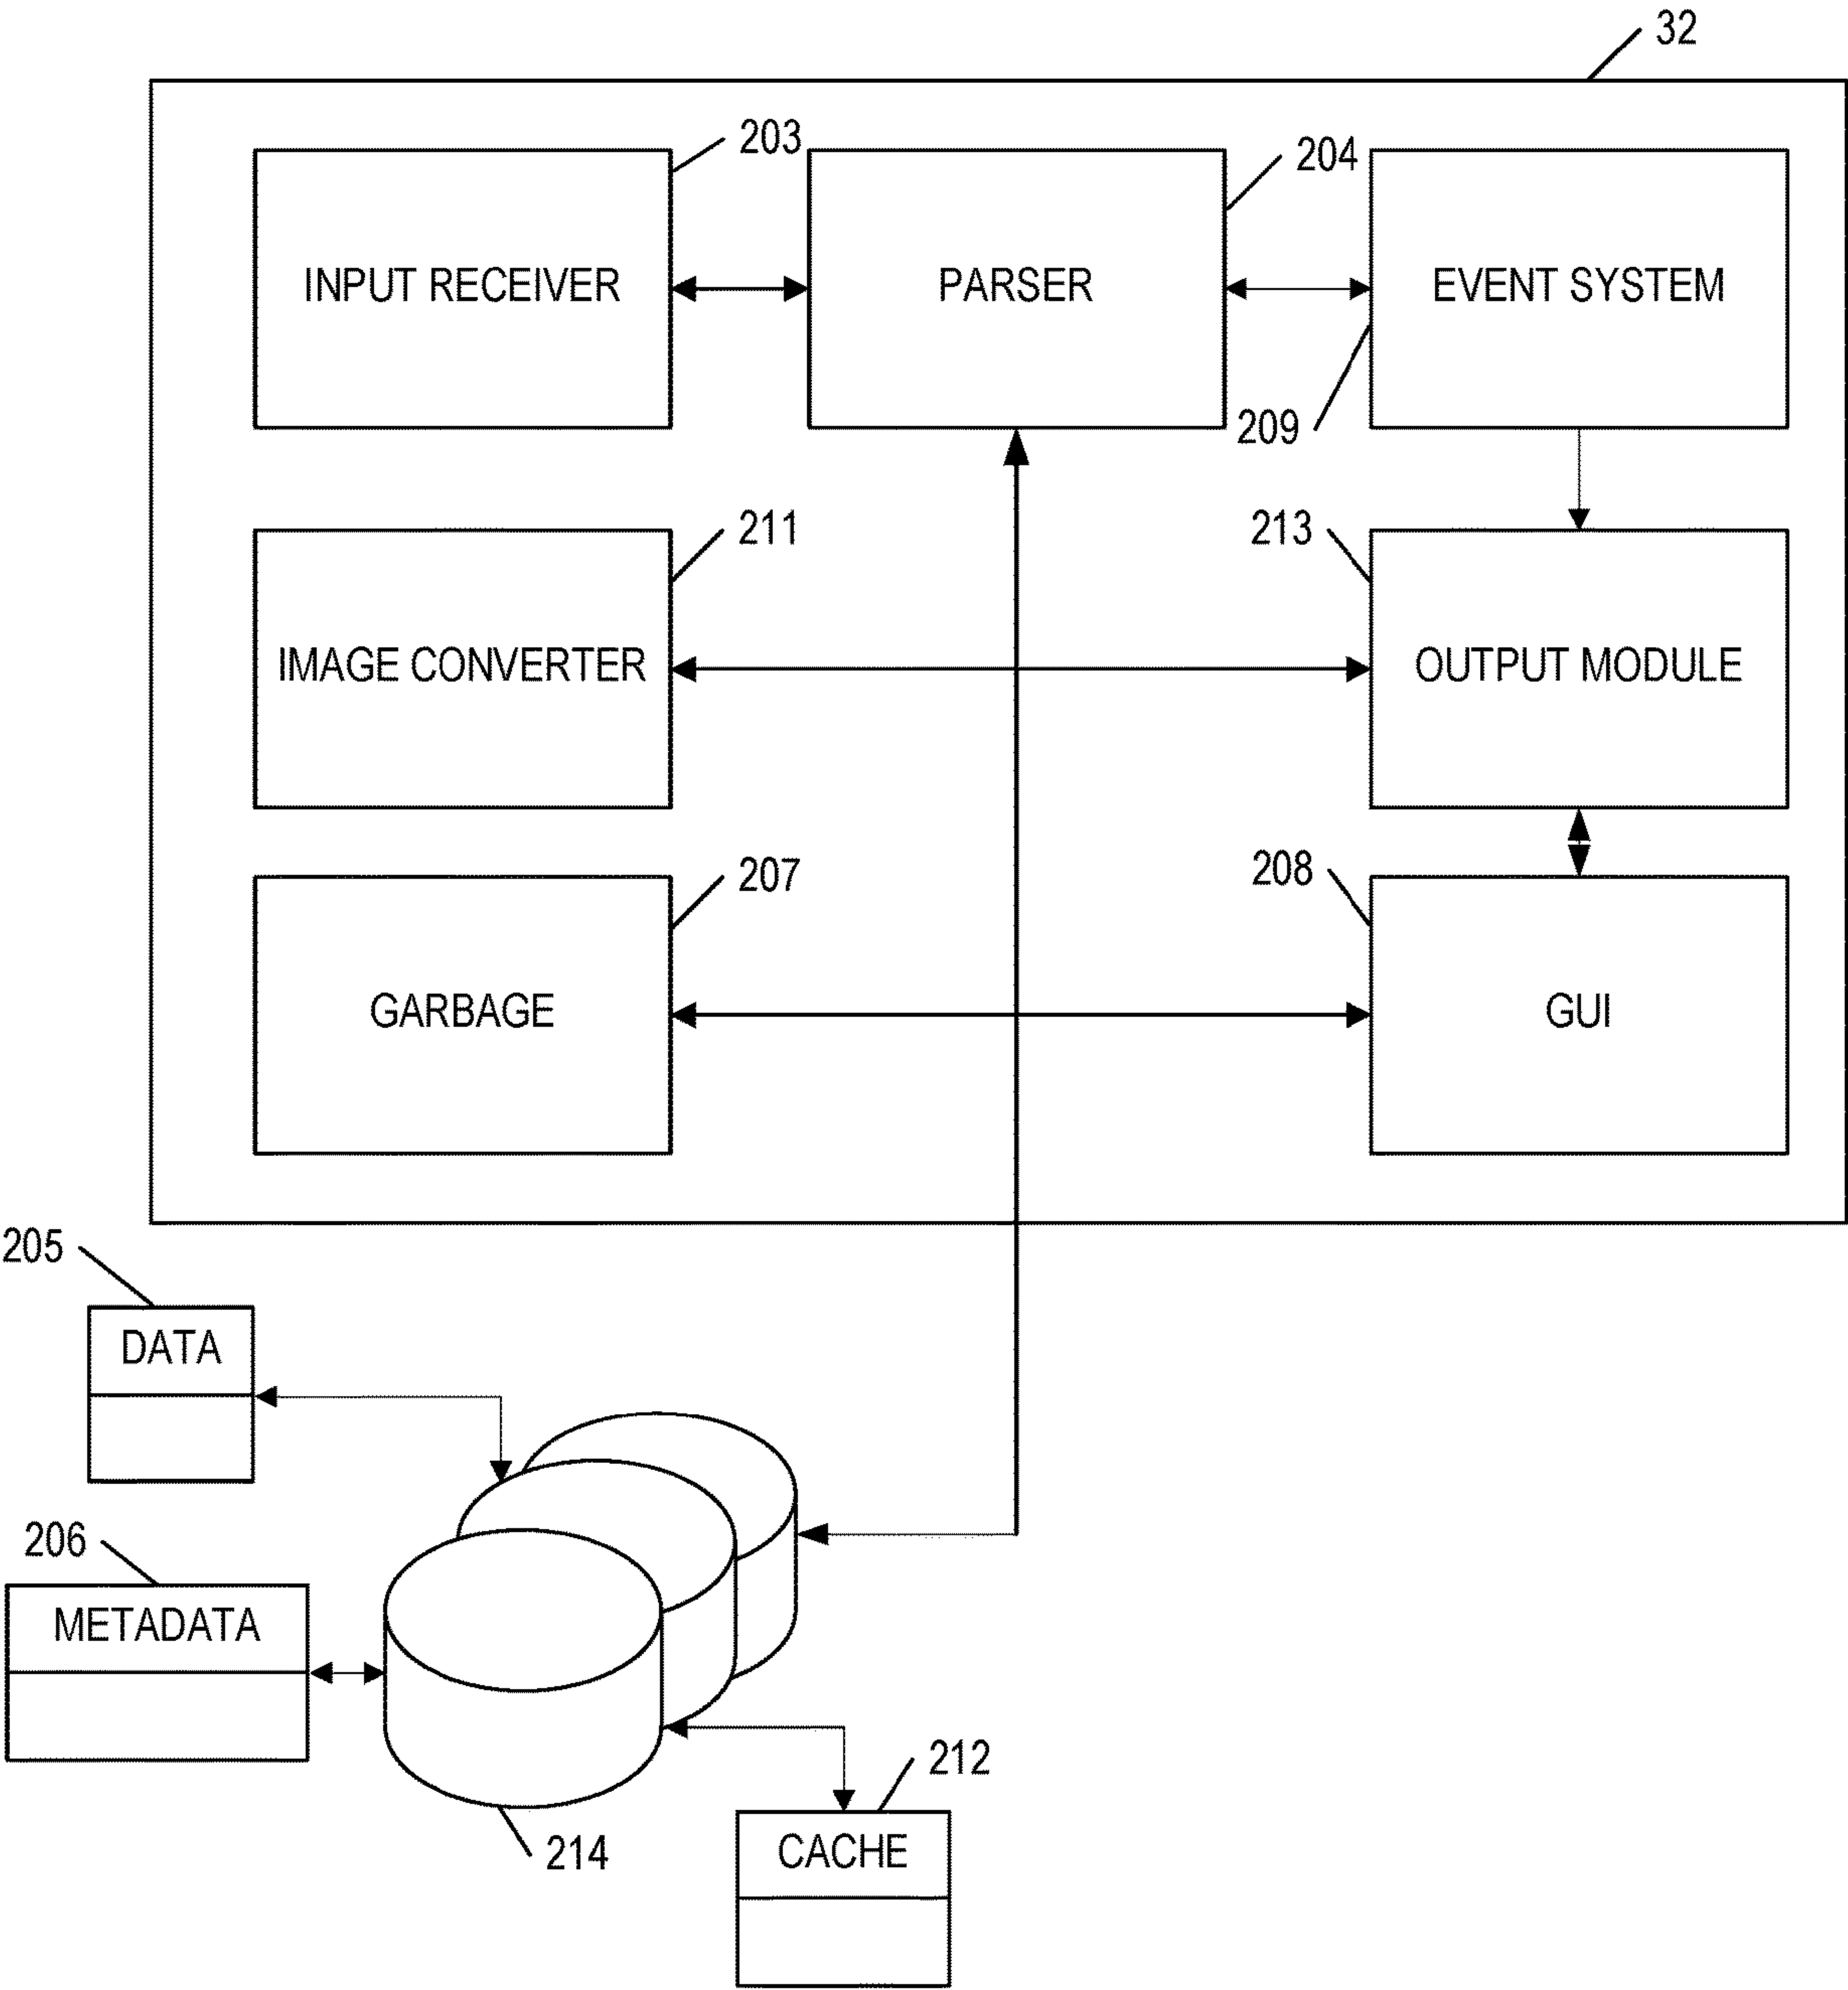 32
203
204
INPUT RECEIVER
PARSER
EVENT SYSTEM
209
211
213
IMAGE CONVERTER
OUTPUT MODULE
207
208
GARBAGE
GUI
205
DATA
206
METADATA
212
214
CACHE